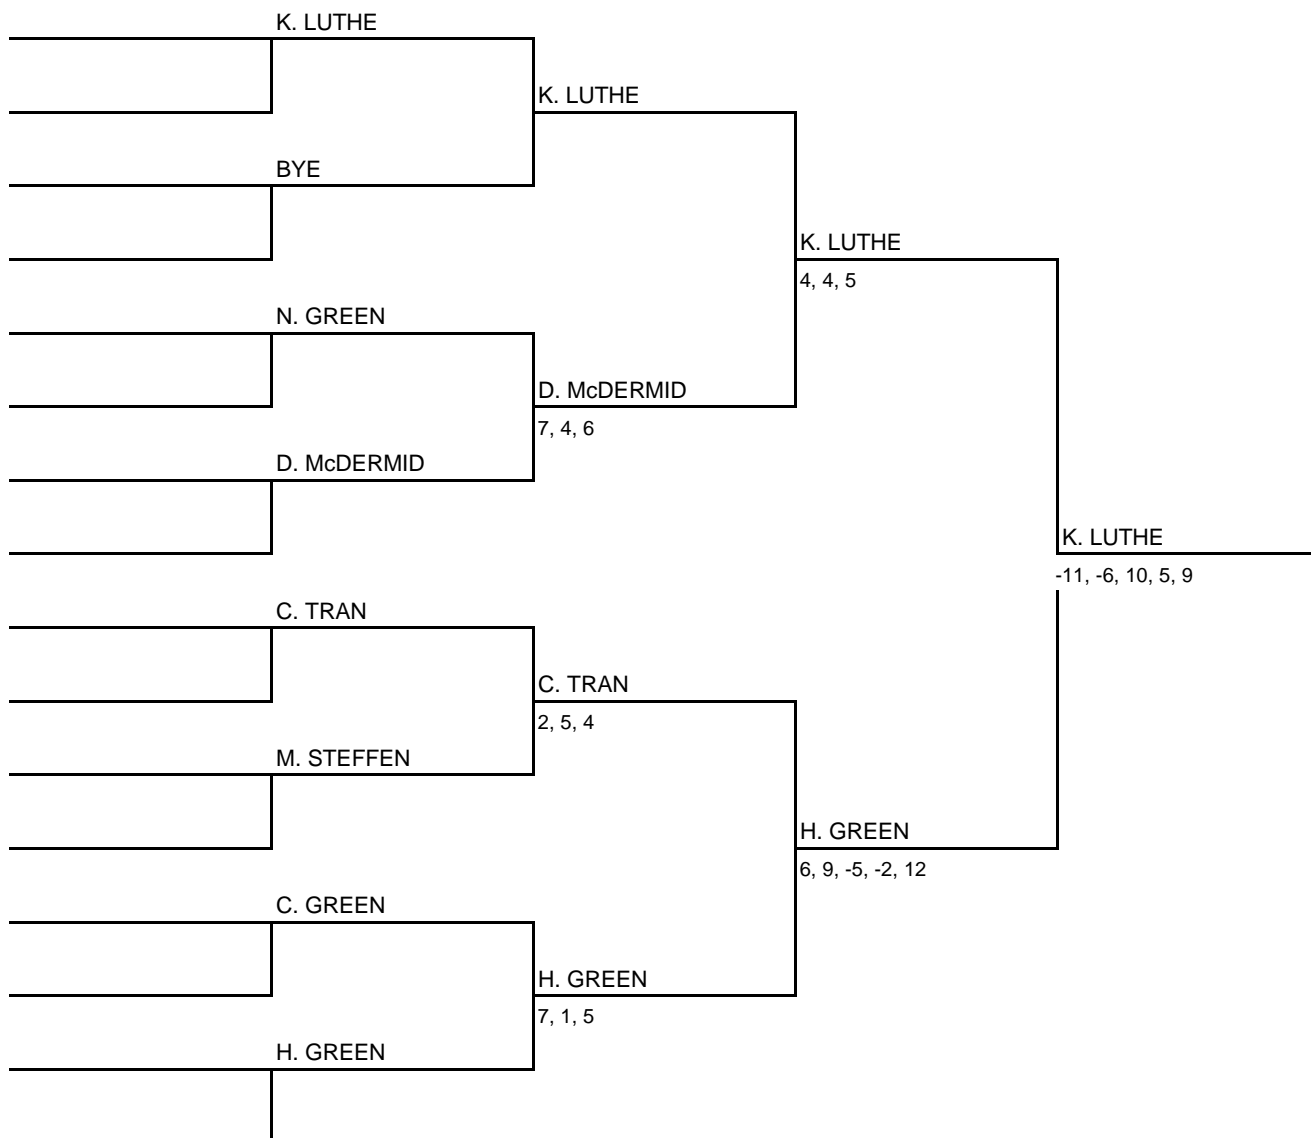 K. LUTHE
K. LUTHE
BYE
K. LUTHE
4, 4, 5
N. GREEN
D. McDERMID
7, 4, 6
D. McDERMID
K. LUTHE
-11, -6, 10, 5, 9
C. TRAN
C. TRAN
2, 5, 4
M. STEFFEN
H. GREEN
6, 9, -5, -2, 12
C. GREEN
H. GREEN
7, 1, 5
H. GREEN